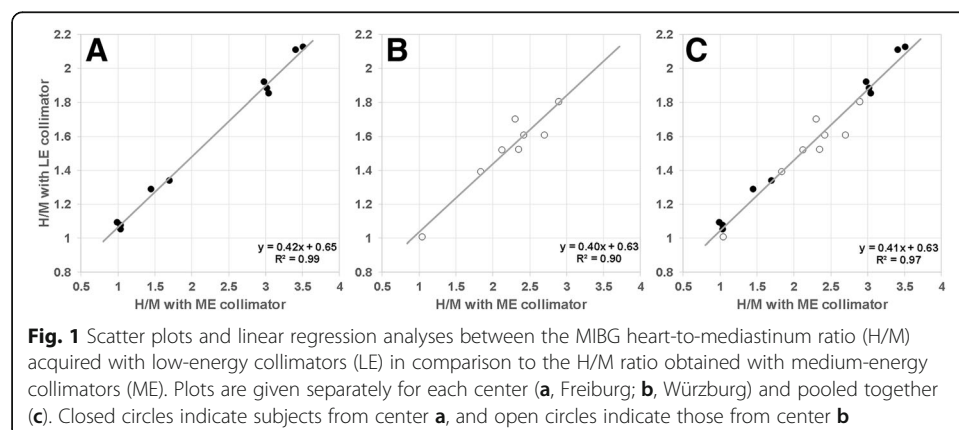 A
B
C
H/M with LE collimator
2.2
2
1.8
1.6
1.4
1.2
1
0.8
0.5 1 1.5 2 2.5 3 3.5 4
y = 0.42x + 0.65
R² = 0.99
H/M with ME collimator
2.2
2
1.8
1.6
1.4
1.2
1
0.8
0.5 1 1.5 2 2.5 3 3.5 4
y = 0.40x + 0.63
R² = 0.90
H/M with ME collimator
2.2
2
1.8
1.6
1.4
1.2
1
0.8
0.5 1 1.5 2 2.5 3 3.5 4
y = 0.41x + 0.63
R² = 0.97
H/M with ME collimator
Fig. 1 Scatter plots and linear regression analyses between the MIBG heart-to-mediastinum ratio (H/M)
acquired with low-energy collimators (LE) in comparison to the H/M ratio obtained with medium-energy
collimators (ME). Plots are given separately for each center (a, Freiburg; b, Würzburg) and pooled together
(c). Closed circles indicate subjects from center a, and open circles indicate those from center b